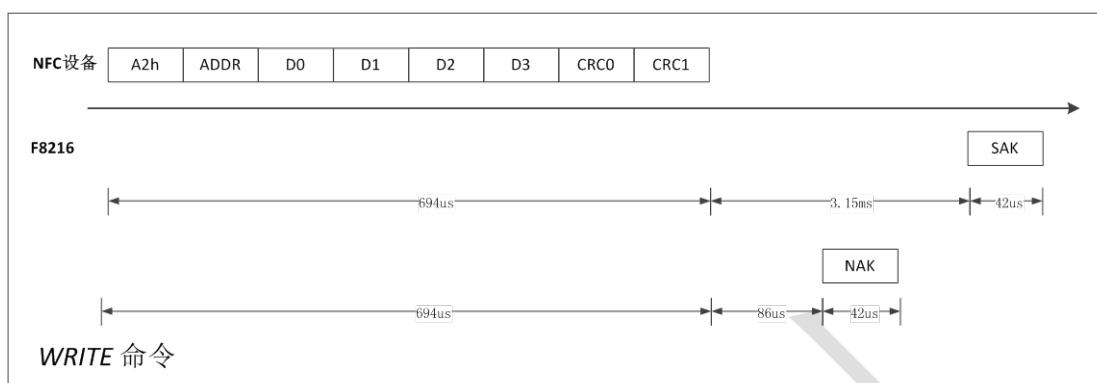 NFC设备 A2h ADDR D0 D1 D2 D3 CRC0 CRC1
F8216 SAK
694us 3.15ms 42us
NAK
694us 86us 42us
WRITE 命令